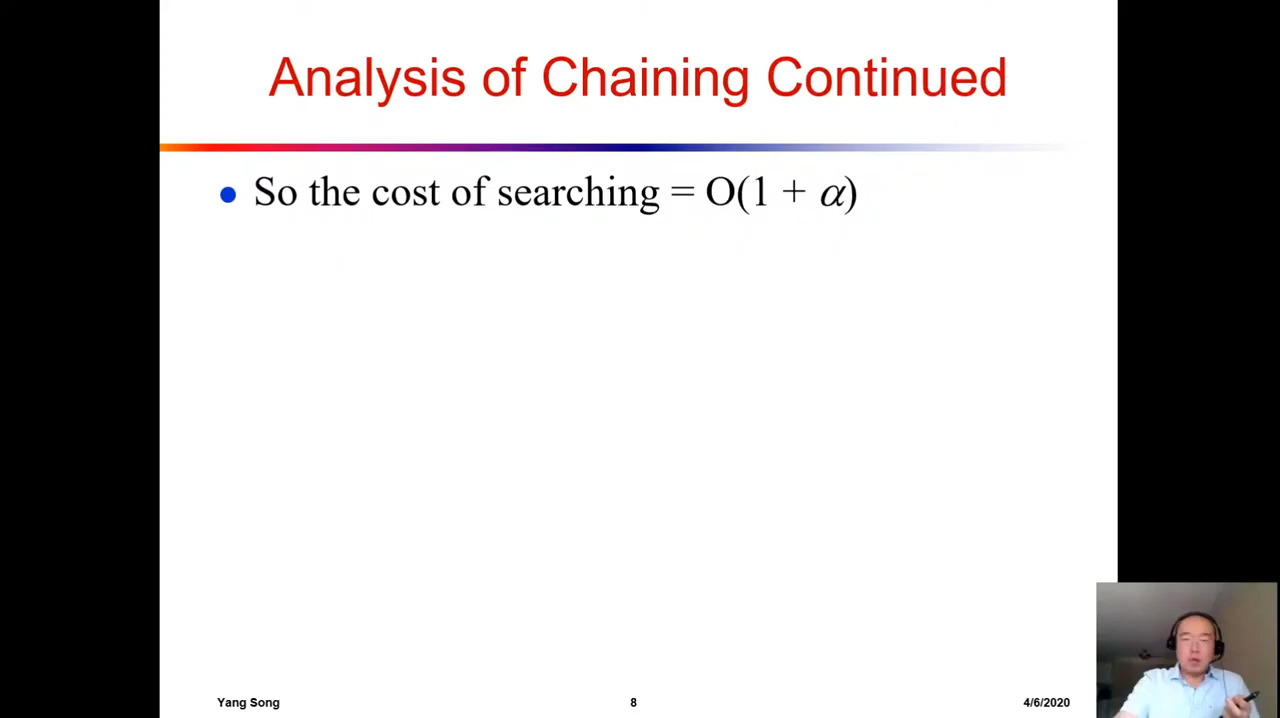 Analysis of Chaining Continued
• So the cost of searching = O(1 + α)
Yang Song 8 4/6/2020